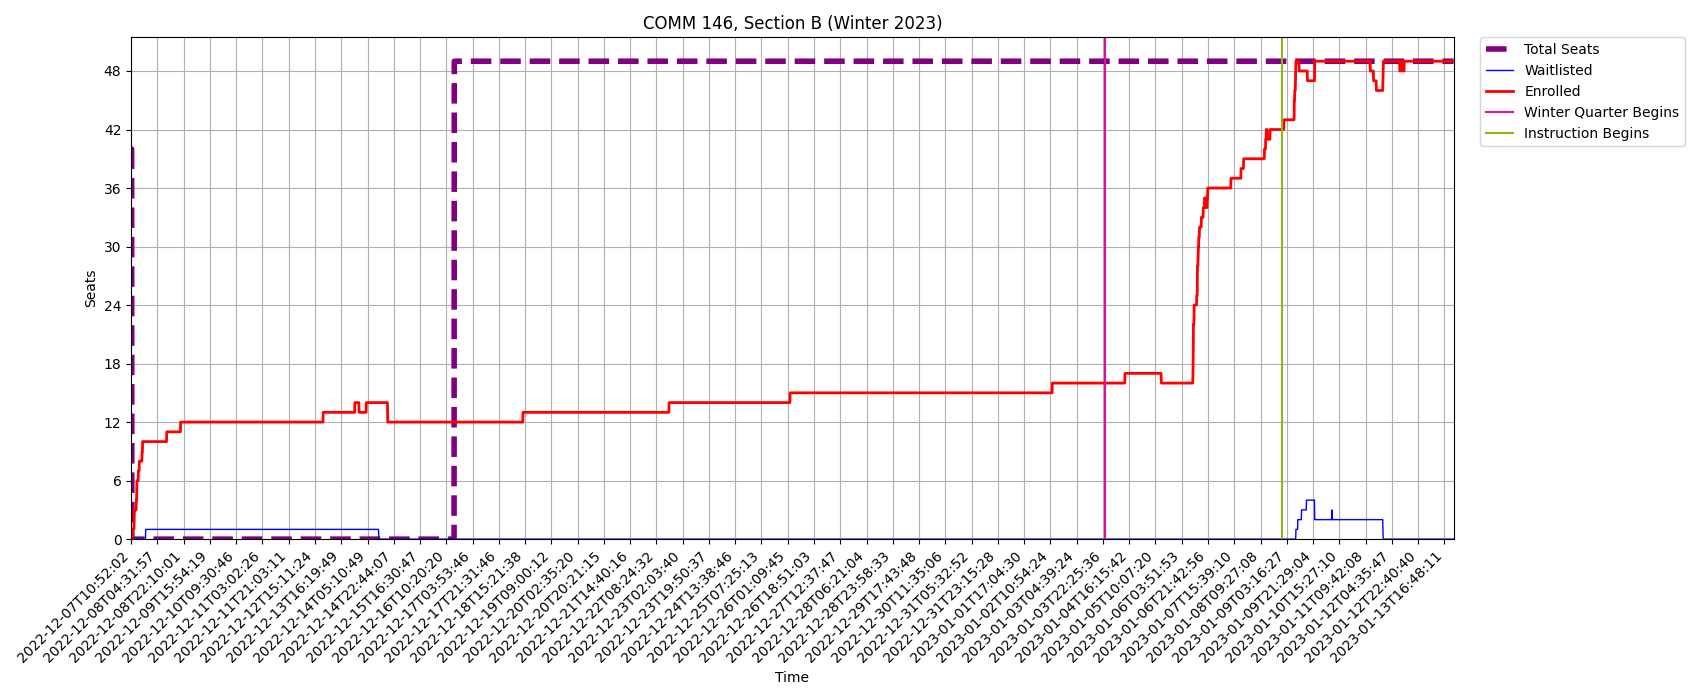 COMM 146, Section B (Winter 2023)
Total Seats
Waitlisted
Enrolled
Winter Quarter Begins
Instruction Begins
Seats
48
42
36
30
24
18
12
6
0
2022-12-07T10:52:02
2022-12-08T04:31:57
2022-12-08T22:10:01
2022-12-09T15:54:19
2022-12-10T09:30:46
2022-12-11T03:02:26
2022-12-11T21:03:11
2022-12-12T15:11:24
2022-12-13T16:19:49
2022-12-14T05:10:49
2022-12-14T22:44:07
2022-12-15T16:30:47
2022-12-16T10:20:20
2022-12-17T03:53:46
2022-12-17T21:31:46
2022-12-18T15:21:38
2022-12-19T09:00:12
2022-12-20T02:35:20
2022-12-20T20:21:15
2022-12-21T14:40:16
2022-12-22T08:24:32
2022-12-23T02:03:40
2022-12-23T19:50:37
2022-12-24T13:38:46
2022-12-25T07:25:13
2022-12-26T01:09:45
2022-12-26T18:51:03
2022-12-27T12:37:47
2022-12-28T06:21:04
2022-12-28T23:58:33
2022-12-29T17:43:48
2022-12-30T11:35:06
2022-12-31T05:32:52
2022-12-31T23:15:28
2023-01-01T17:04:30
2023-01-02T10:54:24
2023-01-03T04:39:24
2023-01-03T22:25:36
2023-01-04T16:15:42
2023-01-05T10:07:20
2023-01-06T03:51:53
2023-01-06T21:42:56
2023-01-07T15:39:10
2023-01-08T09:27:08
2023-01-09T03:16:27
2023-01-09T21:29:04
2023-01-10T15:27:10
2023-01-11T09:42:08
2023-01-12T04:35:47
2023-01-12T22:40:40
2023-01-13T16:48:11
Time